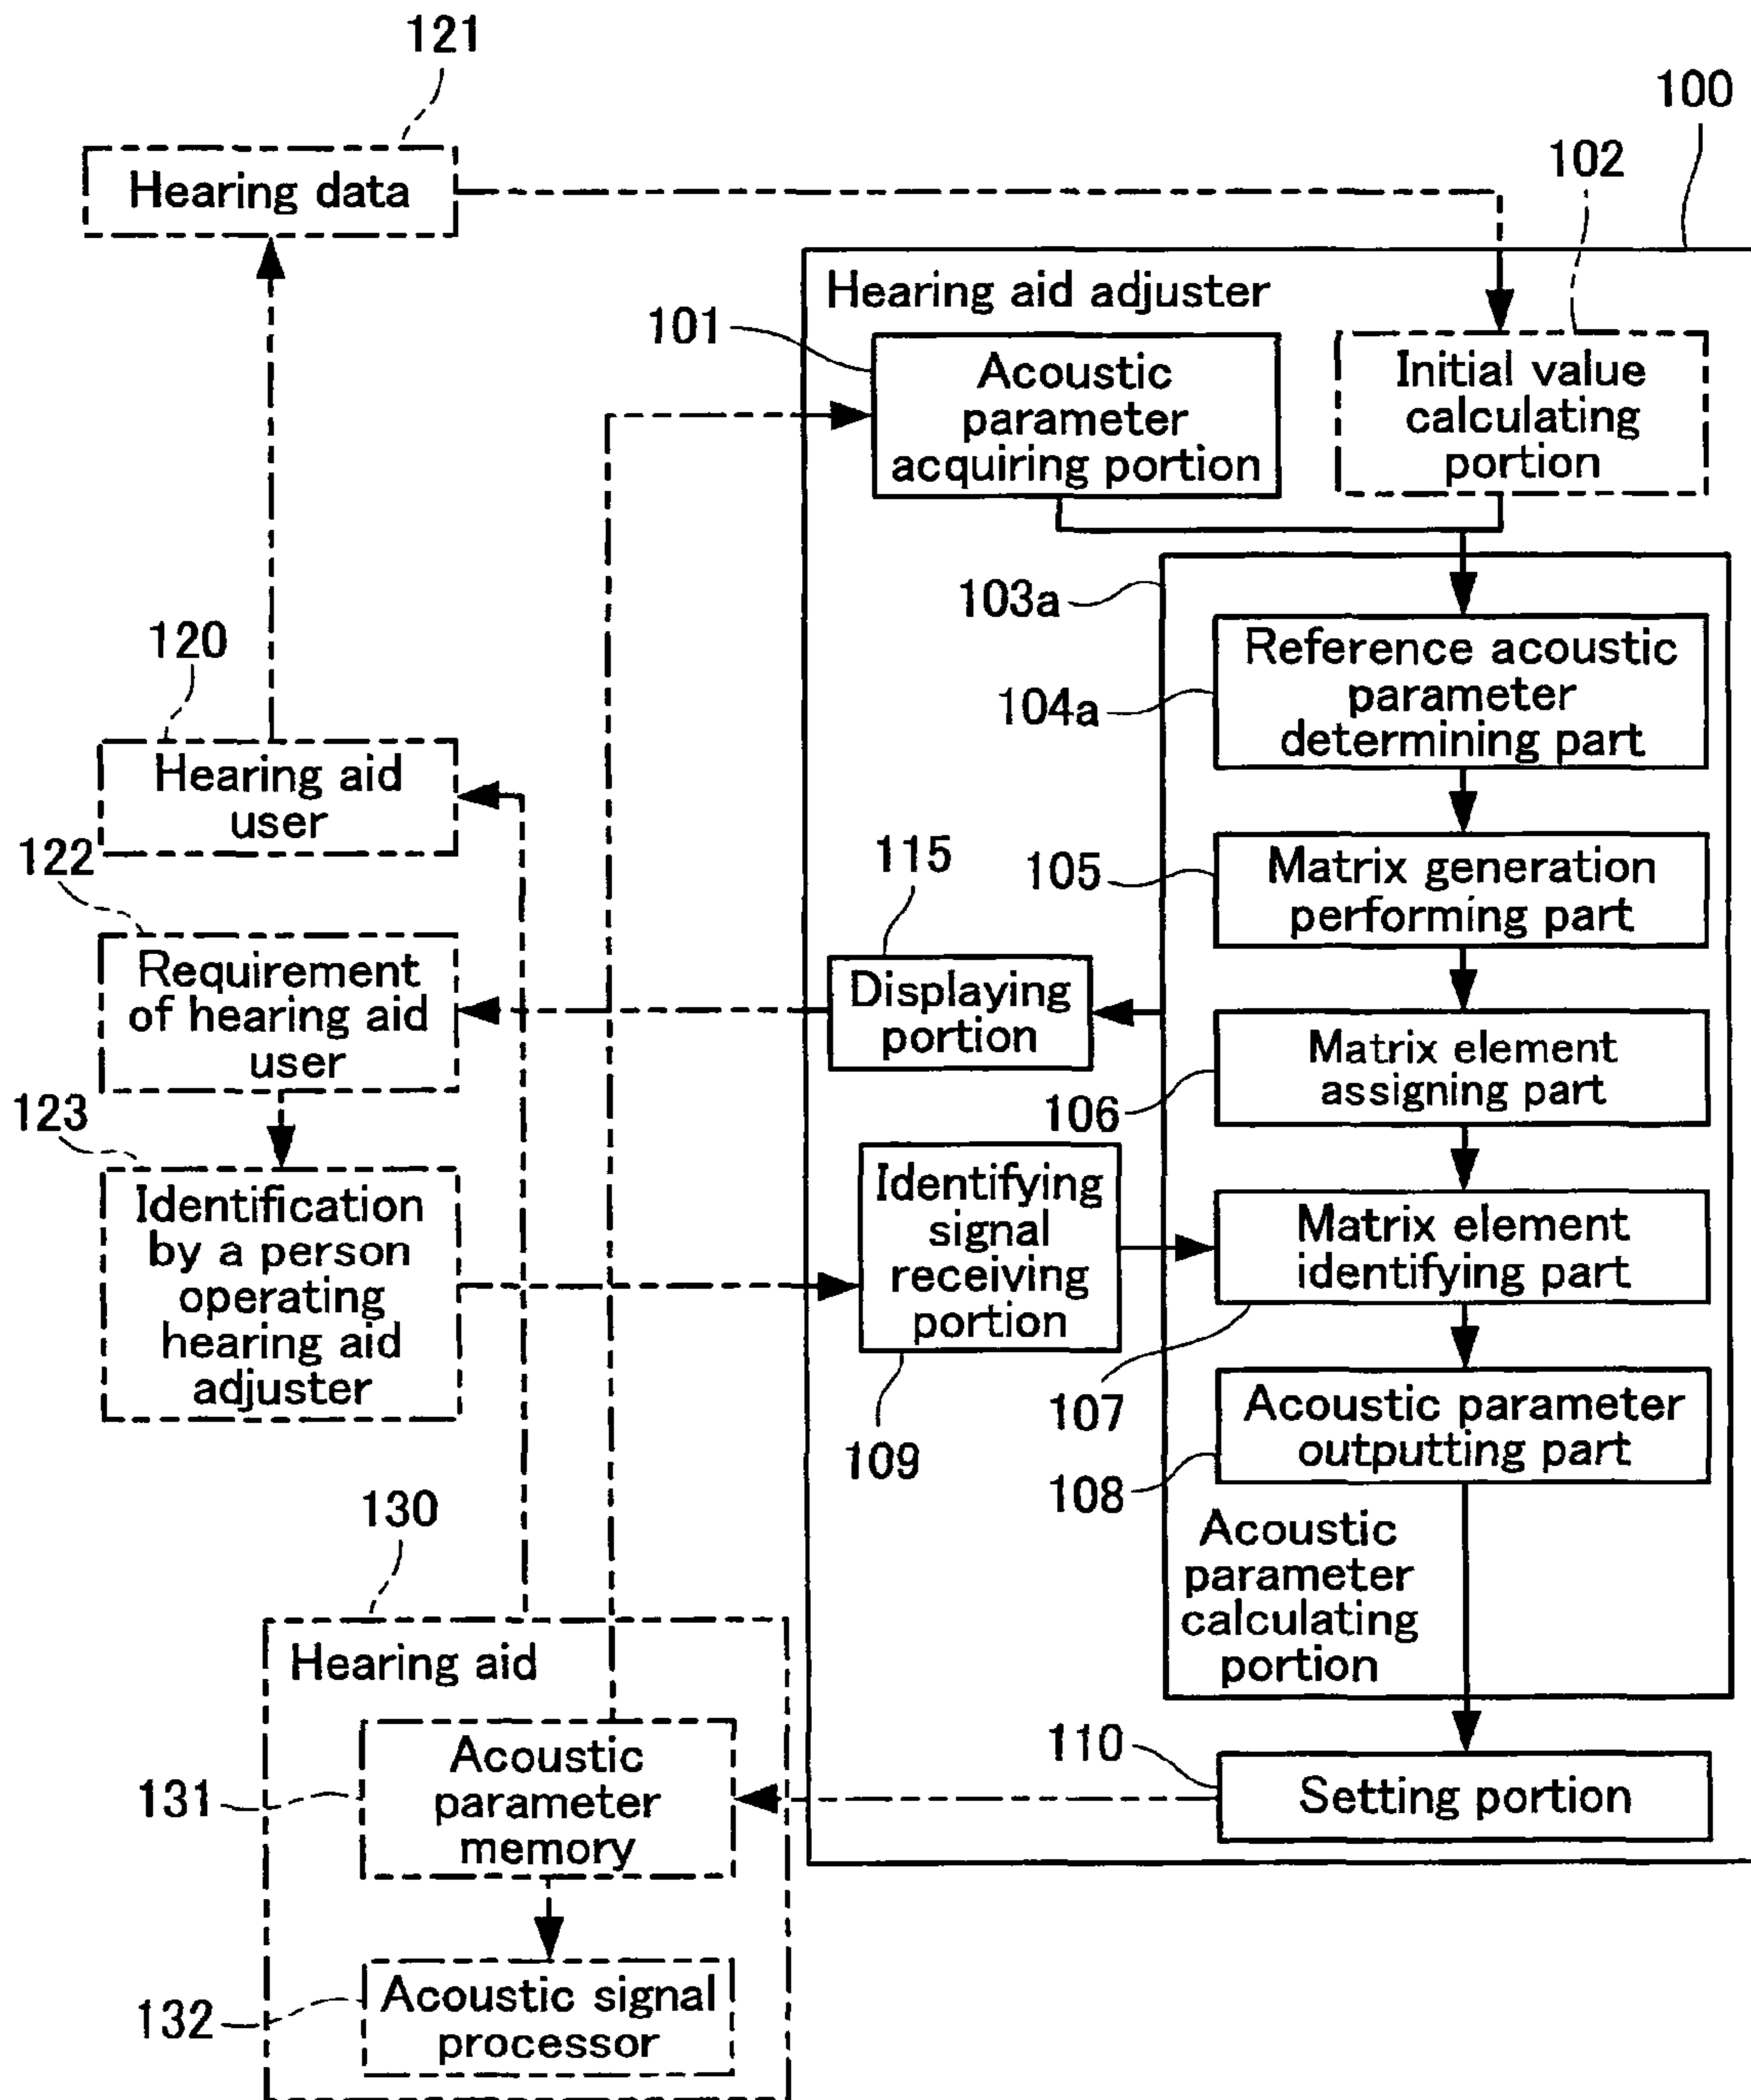 121
100
102
Hearing data
Hearing aid adjuster
101
Acoustic
parameter
acquiring portion
Initial value
calculating
portion
103a
120
Reference acoustic
parameter
determining part
104a
Hearing aid
user
122
115
105
Matrix generation
performing part
Requirement
of hearing aid
user
Displaying
portion
Matrix element
assigning part
106
123
Identification
by a person
operating
hearing aid
adjuster
Identifying
signal
receiving
portion
Matrix element
identifying part
107
109
Acoustic parameter
outputting part
108
130
Acoustic
parameter
calculating
portion
Hearing aid
110
Acoustic
parameter
memory
131
Setting portion
Acoustic signal
processor
132